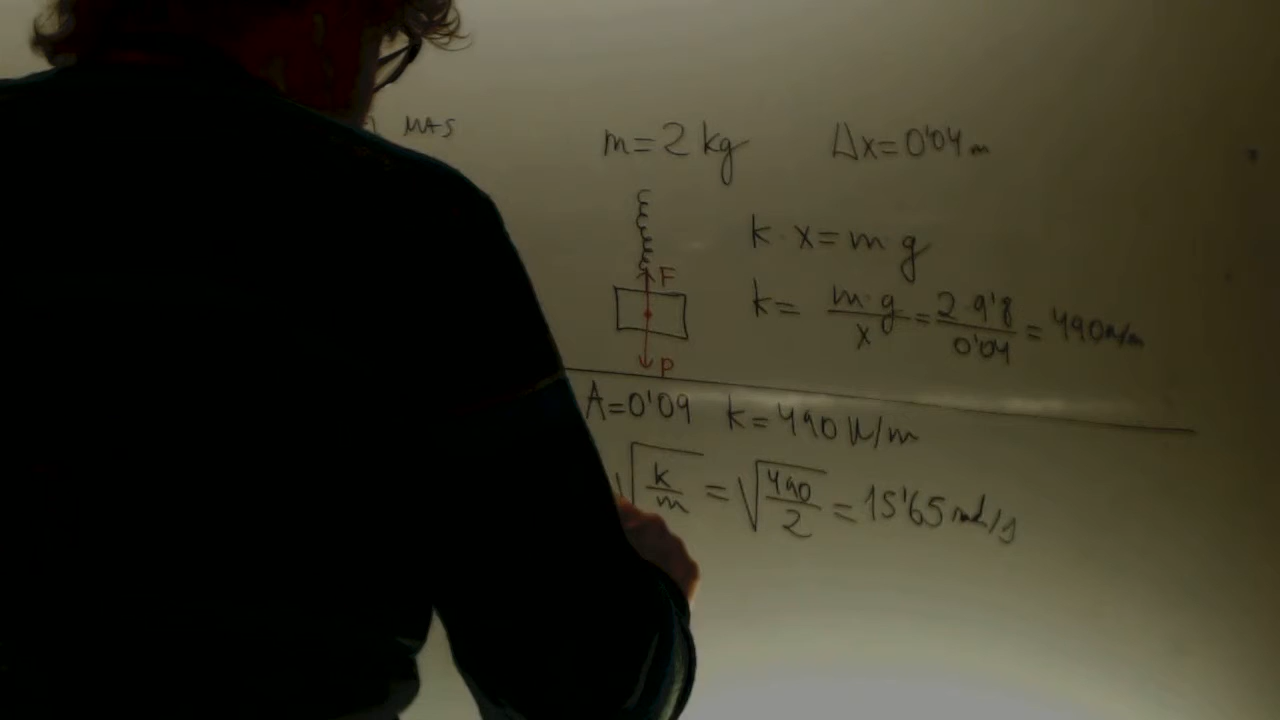 MAS
m=2 kg Δx=0'04 m
k·x=m·g
F
k= m·g/x = 2·9'8/0'04 = 490 N/m
P
A=0'09 k=490 N/m
√k/m = √490/2 = 15'65 rad/s